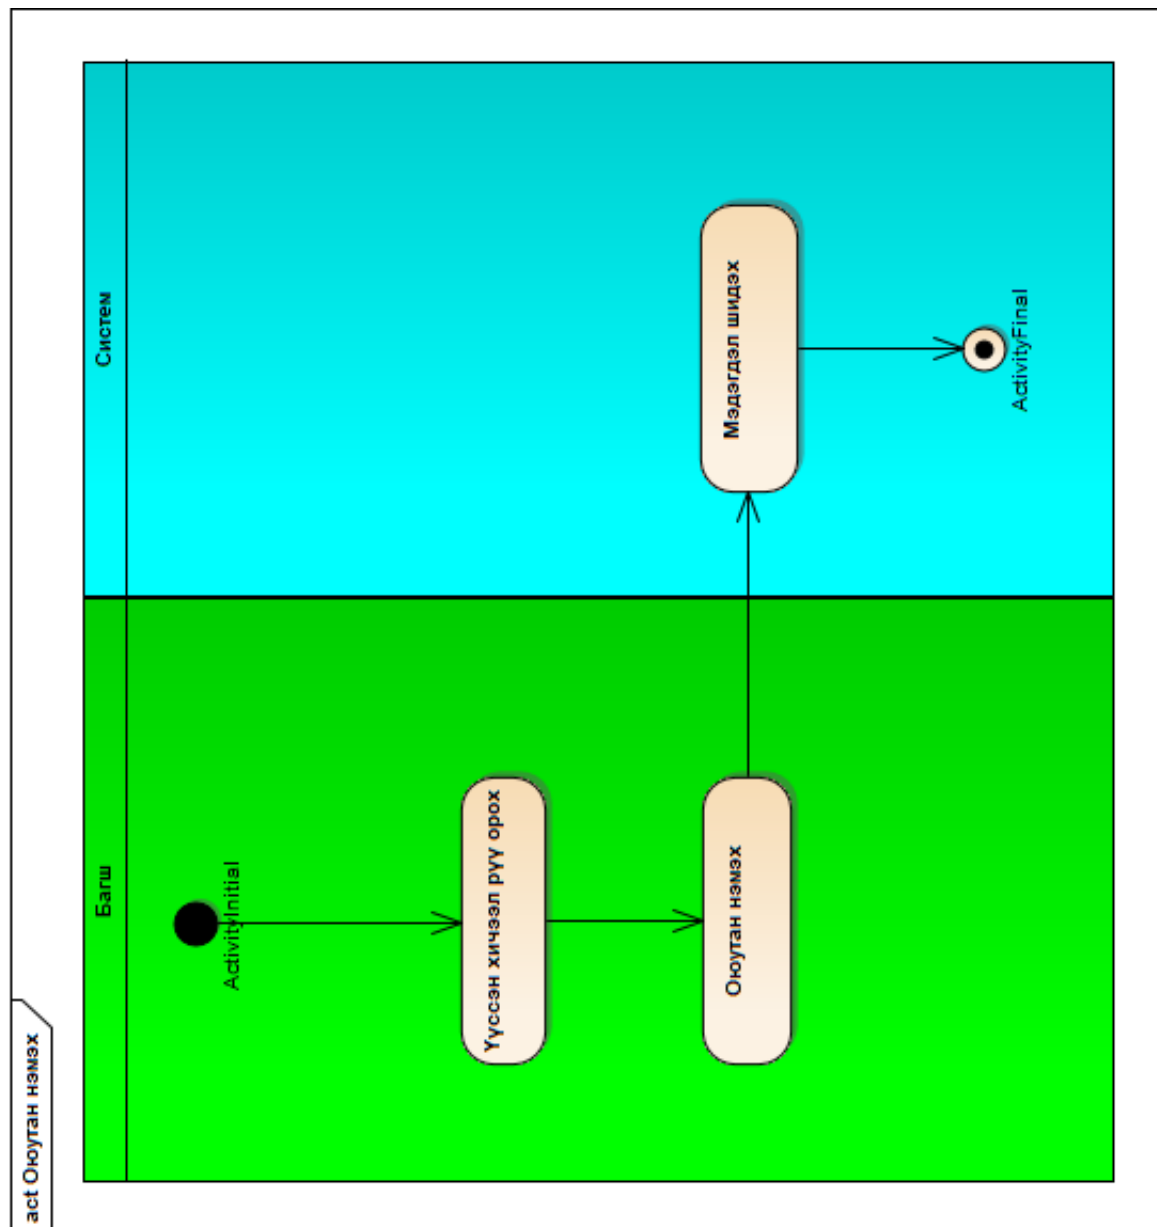 act Оюутан нэмэх
Багш
Систем
ActivityInitial
Үүссэн хичээл рүү орох
Оюутан нэмэх
Мэдэгдэл шидэх
ActivityFinal